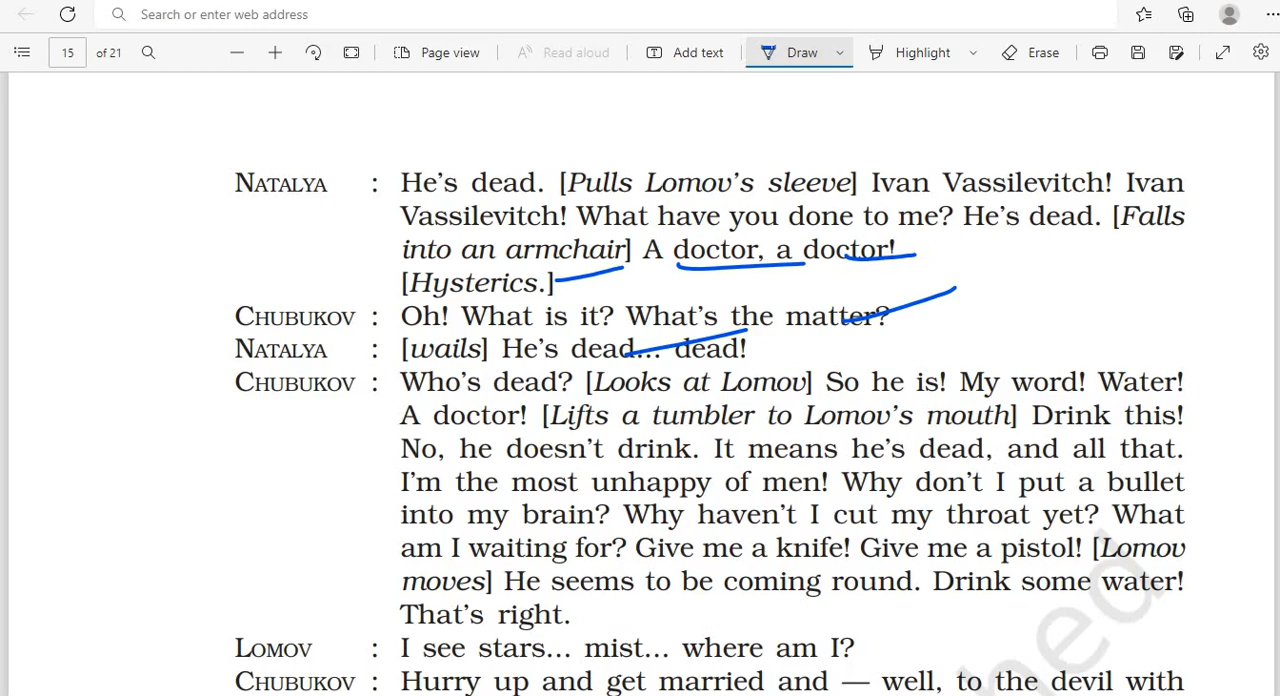 Search or enter web address
15 of 21 Page view Read aloud Add text Draw Highlight Erase
NATALYA : He's dead. [Pulls Lomov's sleeve] Ivan Vassilevitch! Ivan
Vassilevitch! What have you done to me? He's dead. [Falls
into an armchair] A doctor, a doctor!
[Hysterics.]
CHUBUKOV : Oh! What is it? What's the matter?
NATALYA : [wails] He's dead... dead!
CHUBUKOV : Who's dead? [Looks at Lomov] So he is! My word! Water!
A doctor! [Lifts a tumbler to Lomov's mouth] Drink this!
No, he doesn't drink. It means he's dead, and all that.
I'm the most unhappy of men! Why don't I put a bullet
into my brain? Why haven't I cut my throat yet? What
am I waiting for? Give me a knife! Give me a pistol! [Lomov
moves] He seems to be coming round. Drink some water!
That's right.
LOMOV : I see stars... mist... where am I?
CHUBUKOV : Hurry up and get married and — well, to the devil with